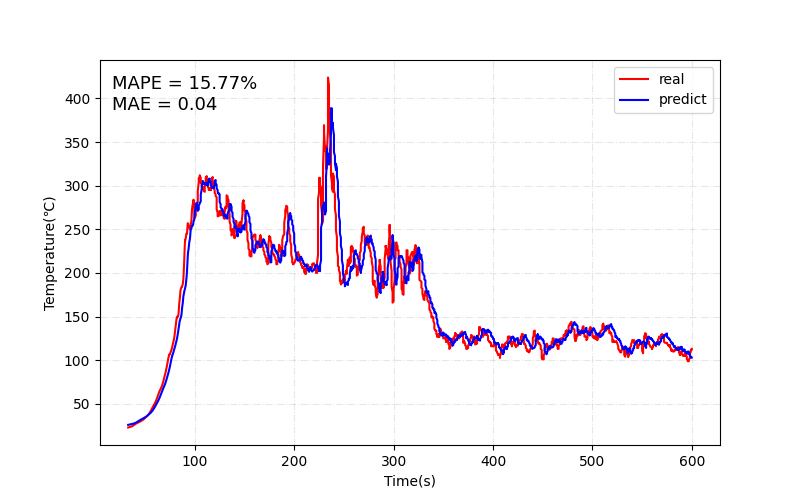 MAPE = 15.77%
MAE = 0.04
real
predict
400
350
300
250
200
150
100
50
Temperature(℃)
100 200 300 400 500 600
Time(s)